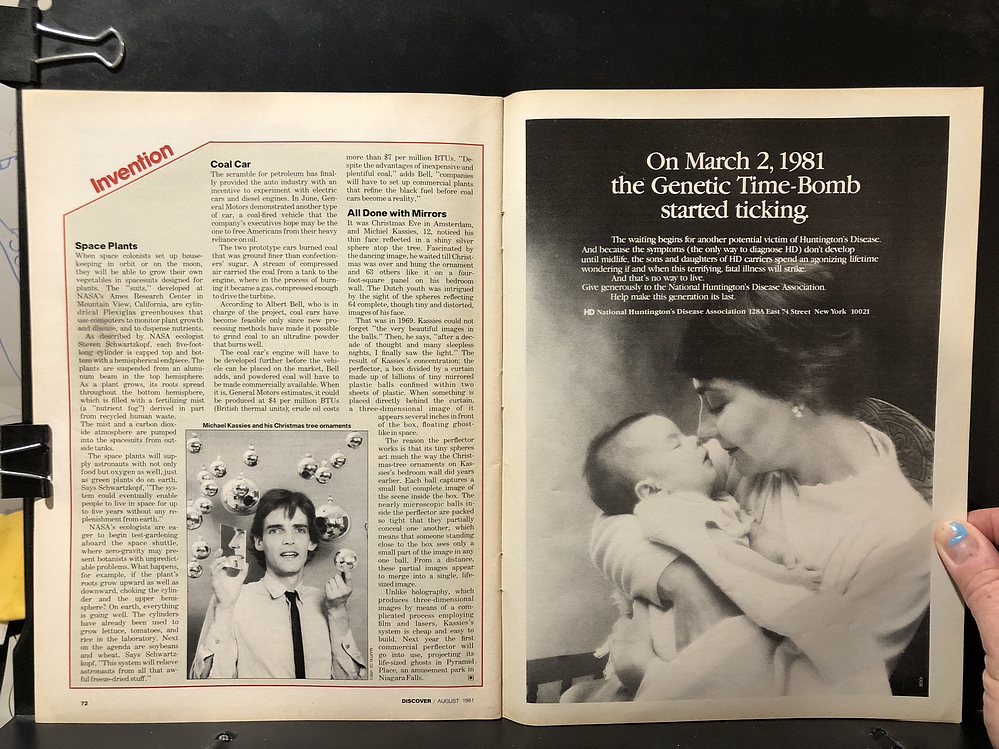 Invention
Space Plants
When space colonists set up house-
keeping in orbit or on the moon,
they will be able to grow their own
vegetables in spacesuits designed for
plants. The "suits," developed at
NASA's Ames Research Center in
Mountain View, California, are cylin-
drical Plexiglas greenhouses that
use computers to monitor plant growth
and disease, and to dispense nutrients.
As described by NASA ecologist
Steven Schwartzkopf, each five-foot-
long cylinder is capped top and bot-
tom with a hemispherical endpiece. The
plants are suspended from an alumi-
num beam in the top hemisphere.
As a plant grows, its roots spread
throughout the bottom hemisphere,
which is filled with a fertilizing mist
(a "nutrient fog") derived in part
from recycled human waste.
The mist and a carbon diox-
ide atmosphere are pumped
into the spacesuits from out-
side tanks.
The space plants will sup-
ply astronauts with not only
food but oxygen as well, just
as green plants do on earth.
Says Schwartzkopf, "The sys-
tem could eventually enable
people to live in space for up
to five years without any re-
plenishment from earth."
NASA's ecologists are ea-
ger to begin test-gardening
aboard the space shuttle,
where zero-gravity may pre-
sent botanists with unpredict-
able problems. What happens,
for example, if the plant's
roots grow upward as well as
downward, choking the cylin-
der and the upper hemi-
sphere? On earth, everything
is going well. The cylinders
have already been used to
grow lettuce, tomatoes, and
rice in the laboratory. Next
on the agenda are soybeans
and wheat. Says Schwartz-
kopf, "This system will relieve
astronauts from all that aw-
ful freeze-dried stuff."
Coal Car
The scramble for petroleum has final-
ly provided the auto industry with an
incentive to experiment with electric
cars and diesel engines. In June, Gen-
eral Motors demonstrated another type
of car, a coal-fired vehicle that the
company's executives hope may be the
one to free Americans from their heavy
reliance on oil.
The two prototype cars burned coal
that was ground finer than confection-
ers' sugar. A stream of compressed
air carried the coal from a tank to the
engine, where in the process of burn-
ing it became a gas, compressed enough
to drive the turbine.
According to Albert Bell, who is in
charge of the project, coal cars have
become feasible only since new pro-
cessing methods have made it possible
to grind coal to an ultrafine powder
that burns well.
The coal car's engine will have to
be developed further before the vehi-
cle can be placed on the market, Bell
adds, and powdered coal will have to
be made commercially available. When
it is, General Motors estimates, it could
be produced at $4 per million BTUs
(British thermal units); crude oil costs
more than $7 per million BTUs. "De-
spite the advantages of inexpensive and
plentiful coal," adds Bell, "companies
will have to set up commercial plants
that refine the black fuel before coal
cars become a reality."
All Done with Mirrors
It was Christmas Eve in Amsterdam,
and Michiel Kassies, 12, noticed his
thin face reflected in a shiny silver
sphere atop the tree. Fascinated by
the dancing image, he waited till Christ-
mas was over and hung the ornament
and 63 others like it on a four-
foot-square panel on his bedroom
wall. The Dutch youth was intrigued
by the sight of the spheres reflecting
64 complete, though tiny and distorted,
images of his face.
That was in 1969. Kassies could not
forget "the very beautiful images in
the balls." Then, he says, "after a dec-
ade of thought and many sleepless
nights, I finally saw the light." The
result of Kassies's concentration: the
perflector, a box divided by a curtain
made up of billions of tiny mirrored
plastic balls confined within two
sheets of plastic. When something is
placed directly behind the curtain,
a three-dimensional image of it
appears several inches in front
of the box, floating ghost-
like in space.
The reason the perflector
works is that its tiny spheres
act much the way the Christ-
mas-tree ornaments on Kas-
sies's bedroom wall did years
earlier. Each ball captures a
small but complete image of
the scene inside the box. The
nearly microscopic balls in-
side the perflector are packed
so tight that they partially
conceal one another, which
means that someone standing
close to the box sees only a
small part of the image in any
one ball. From a distance,
these partial images appear
to merge into a single, life-
sized image.
Unlike holography, which
produces three-dimensional
images by means of a com-
plicated process employing
film and lasers, Kassies's
system is cheap and easy to
build. Next year the first
commercial perflector will
go into use, projecting its
life-sized ghosts in Pyramid
Place, an amusement park in
Niagara Falls.
Michael Kassies and his Christmas tree ornaments
72
DISCOVER / AUGUST 1981
On March 2, 1981
the Genetic Time-Bomb
started ticking.
The waiting begins for another potential victim of Huntington's Disease.
And because the symptoms (the only way to diagnose HD) don't develop
until midlife, the sons and daughters of HD carriers spend an agonizing lifetime
wondering if and when this terrifying, fatal illness will strike.
And that's no way to live.
Give generously to the National Huntington's Disease Association.
Help make this generation its last.
HD National Huntington's Disease Association 128A East 74 Street New York 10021